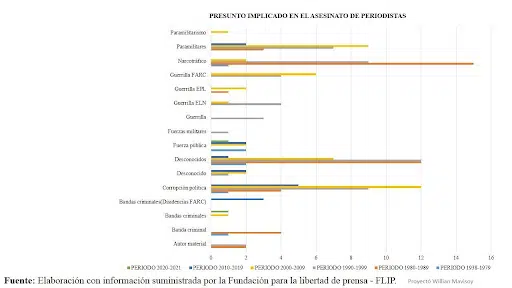 PRESUNTO IMPLICADO EN EL ASESINATO DE PERIODISTAS
Paramilitarismo
Paramilitares
Narcotráfico
Guerrilla FARC
Guerrilla EPL
Guerrilla ELN
Guerrilla
Fuerzas militares
Fuerza pública
Desconocidos
Desconocido
Corrupción política
Bandas criminales(Disidencias FARC)
Bandas criminales
Banda criminal
Autor material
0 2 4 6 8 10 12 14 16
PERIODO 2020-2021 PERIODO 2010-2019 PERIODO 2000-2009 PERIODO 1990-1999 PERIODO 1980-1989 PERIODO 1938-1979
Fuente: Elaboración con información suministrada por la Fundación para la libertad de prensa - FLIP. Proyectó Willian Mavisoy